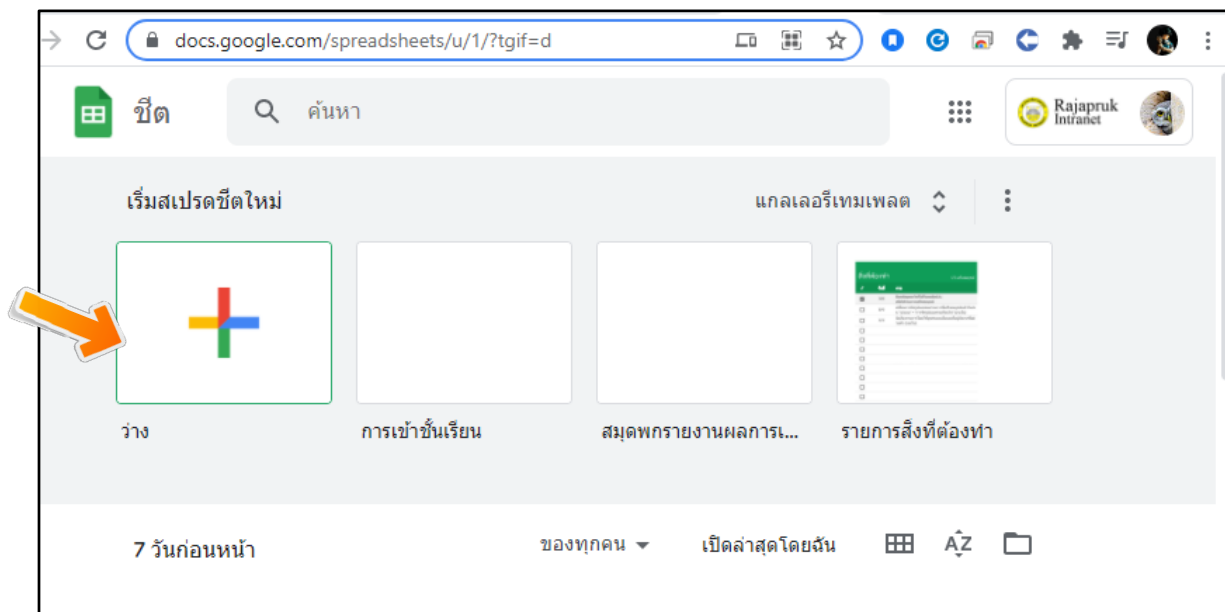 docs.google.com/spreadsheets/u/1/?tgif=d
ชีต
ค้นหา
Rajapruk
Intranet
เริ่มสเปรดชีตใหม่
แกลเลอรีเทมเพลต
ว่าง
การเข้าชั้นเรียน
สมุดพกรายงานผลการเ...
รายการสิ่งที่ต้องทำ
7 วันก่อนหน้า
ของทุกคน
เปิดล่าสุดโดยฉัน
AZ